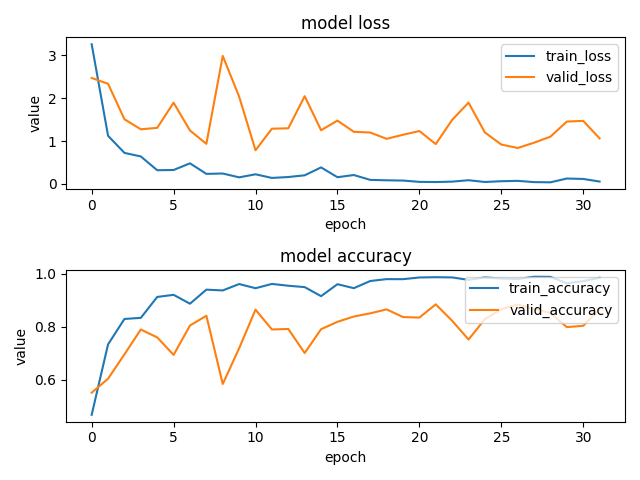 model loss
3
2
1
0
value
train_loss
valid_loss
0 5 10 15 20 25 30
epoch
model accuracy
1.0
0.8
0.6
value
train_accuracy
valid_accuracy
0 5 10 15 20 25 30
epoch